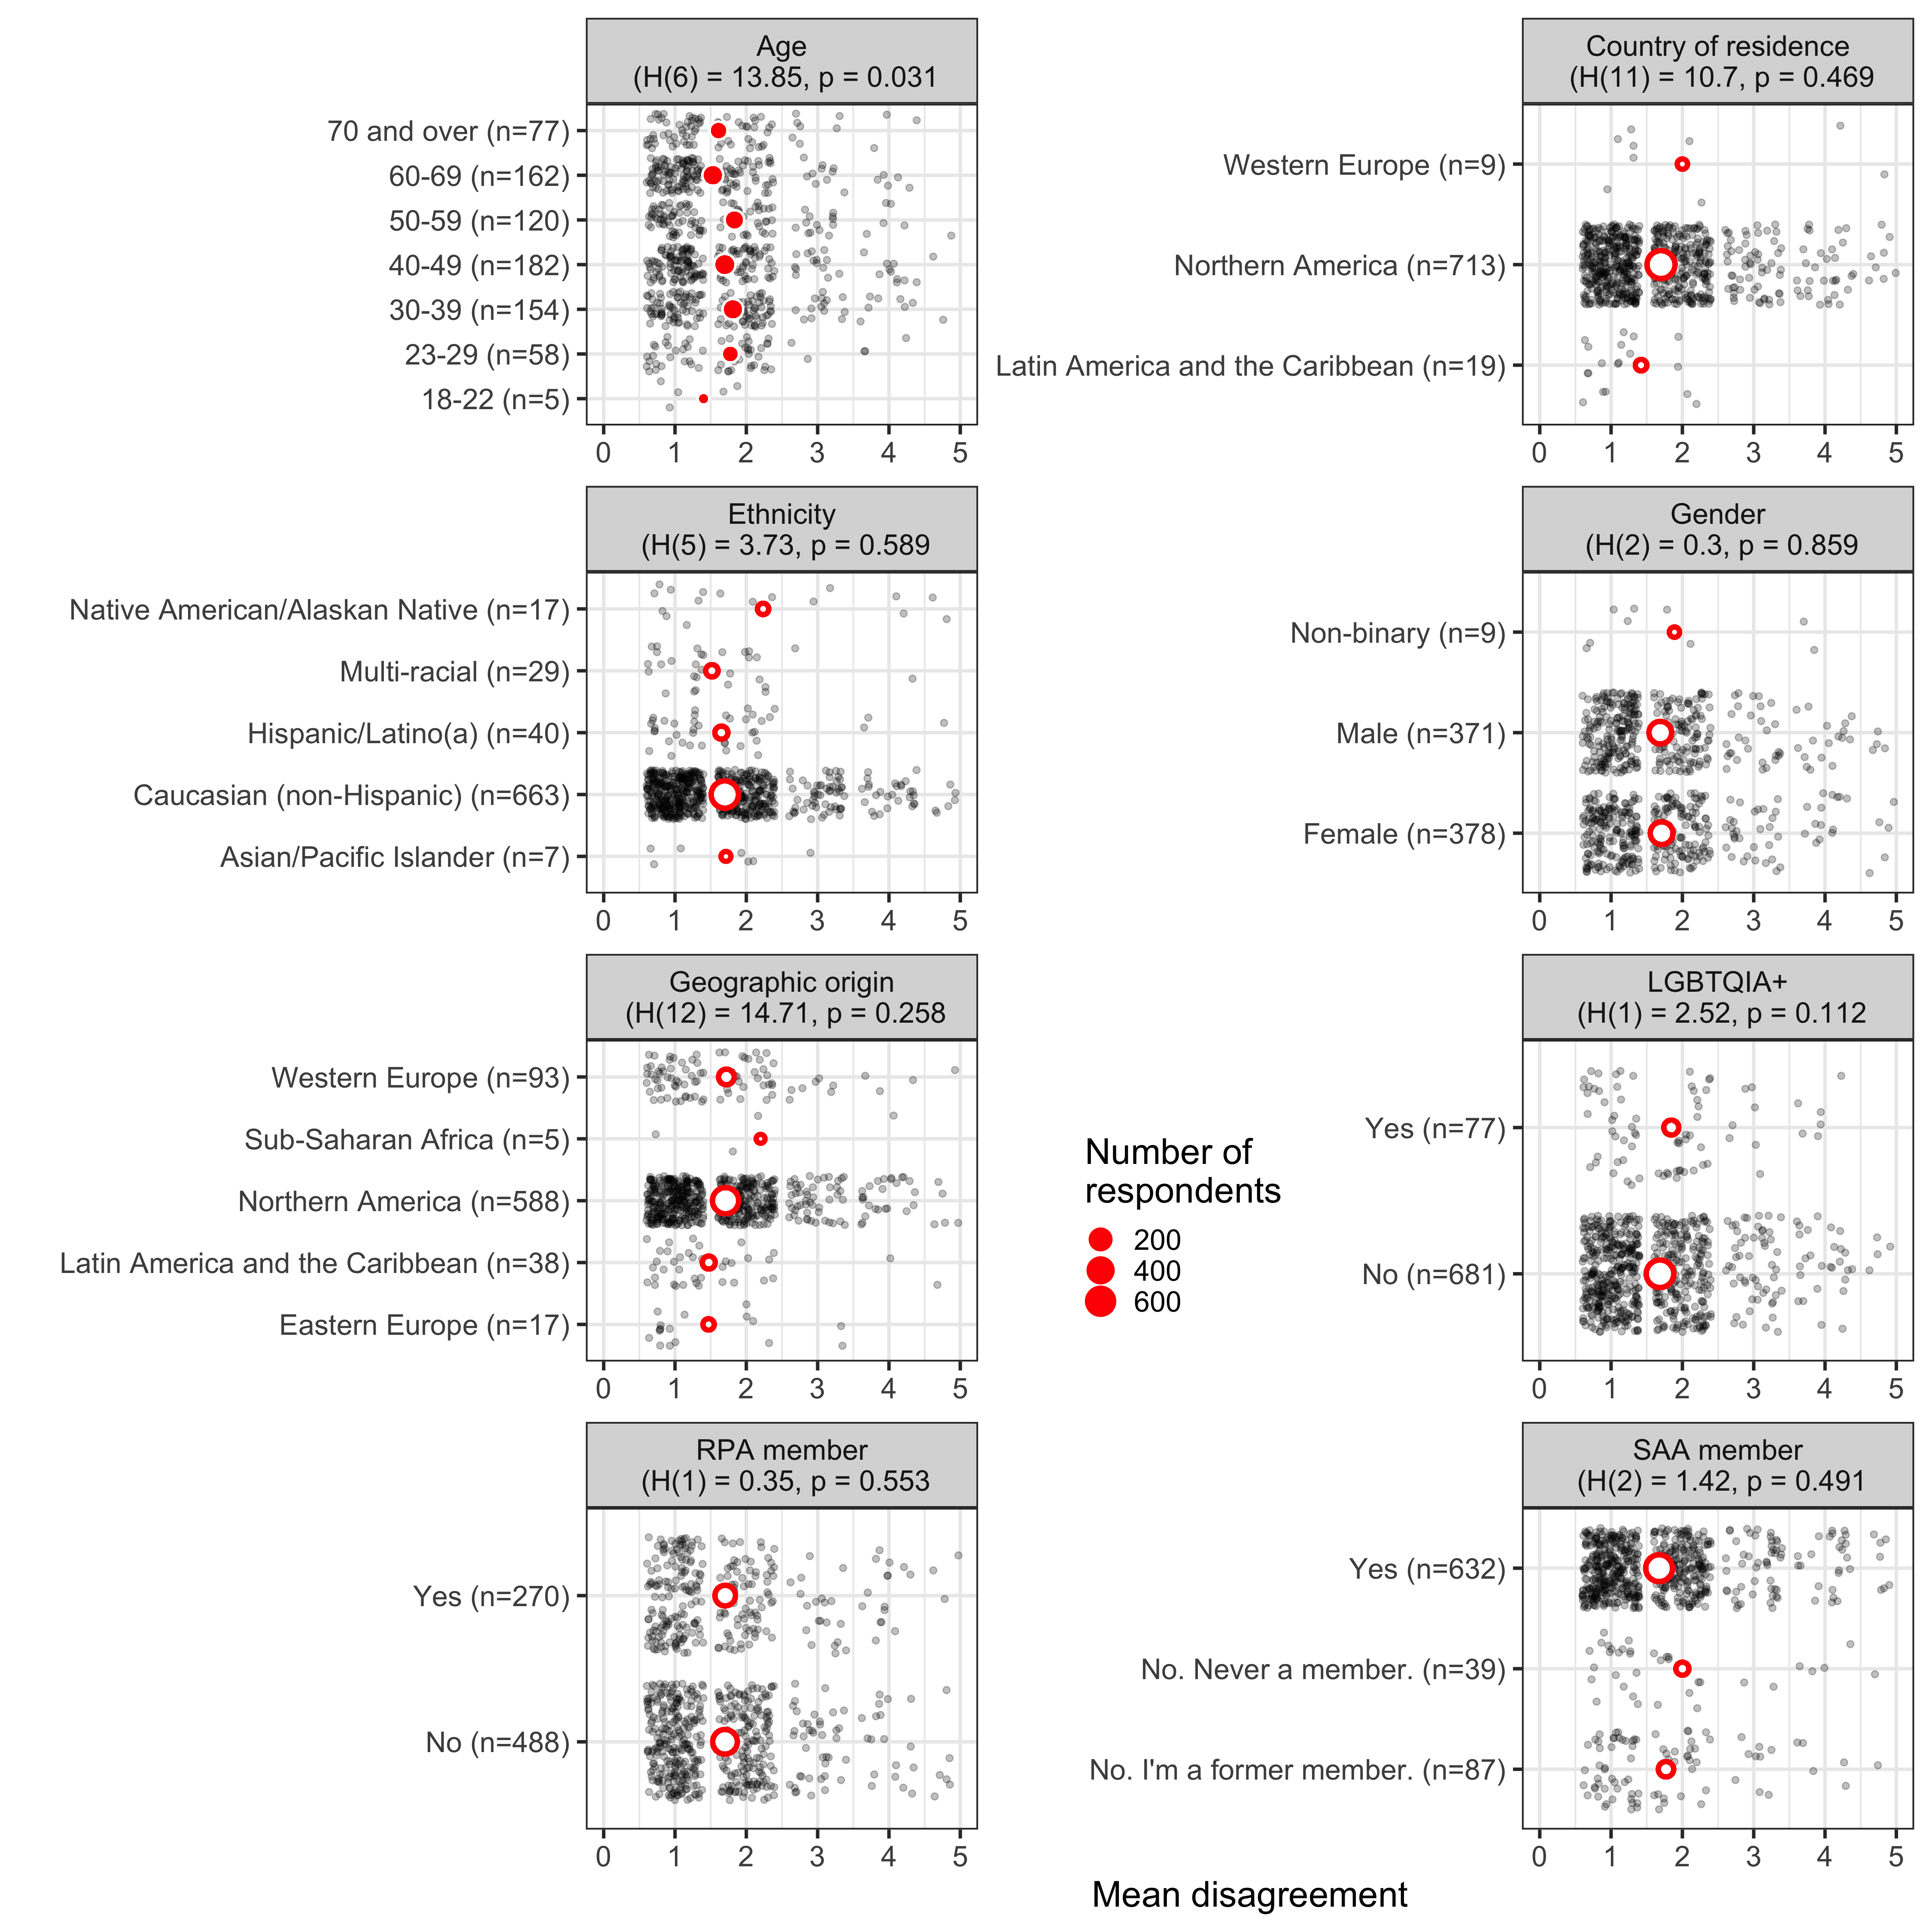 Age
(H(6) = 13.85, p = 0.031
70 and over (n=77)
60-69 (n=162)
50-59 (n=120)
40-49 (n=182)
30-39 (n=154)
23-29 (n=58)
18-22 (n=5)
0 1 2 3 4 5
Country of residence
(H(11) = 10.7, p = 0.469
Western Europe (n=9)
Northern America (n=713)
Latin America and the Caribbean (n=19)
0 1 2 3 4 5
Ethnicity
(H(5) = 3.73, p = 0.589
Native American/Alaskan Native (n=17)
Multi-racial (n=29)
Hispanic/Latino(a) (n=40)
Caucasian (non-Hispanic) (n=663)
Asian/Pacific Islander (n=7)
0 1 2 3 4 5
Gender
(H(2) = 0.3, p = 0.859
Non-binary (n=9)
Male (n=371)
Female (n=378)
0 1 2 3 4 5
Geographic origin
(H(12) = 14.71, p = 0.258
Western Europe (n=93)
Sub-Saharan Africa (n=5)
Northern America (n=588)
Latin America and the Caribbean (n=38)
Eastern Europe (n=17)
0 1 2 3 4 5
Number of
respondents
200
400
600
LGBTQIA+
(H(1) = 2.52, p = 0.112
Yes (n=77)
No (n=681)
0 1 2 3 4 5
RPA member
(H(1) = 0.35, p = 0.553
Yes (n=270)
No (n=488)
0 1 2 3 4 5
SAA member
(H(2) = 1.42, p = 0.491
Yes (n=632)
No. Never a member. (n=39)
No. I'm a former member. (n=87)
0 1 2 3 4 5
Mean disagreement